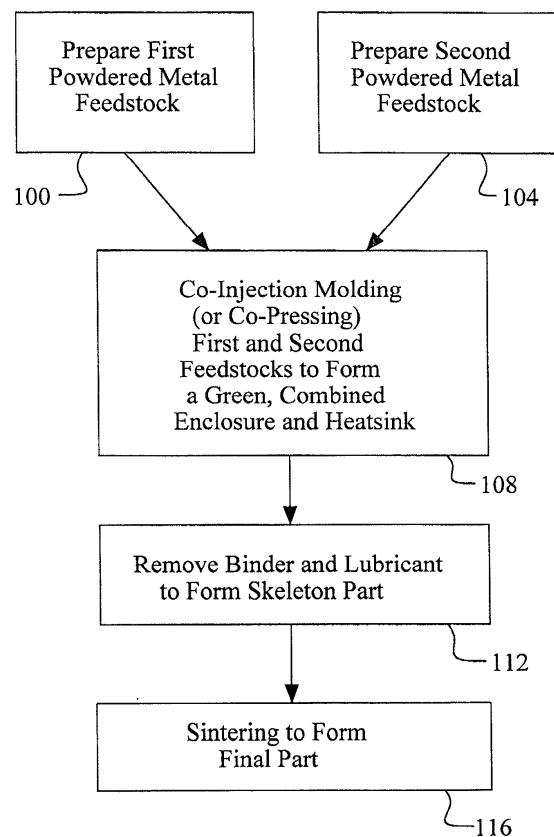 Prepare First
Powdered Metal
Feedstock
100
Prepare Second
Powdered Metal
Feedstock
104
Co-Injection Molding
(or Co-Pressing)
First and Second
Feedstocks to Form
a Green, Combined
Enclosure and Heatsink
108
Remove Binder and Lubricant
to Form Skeleton Part
112
Sintering to Form
Final Part
116